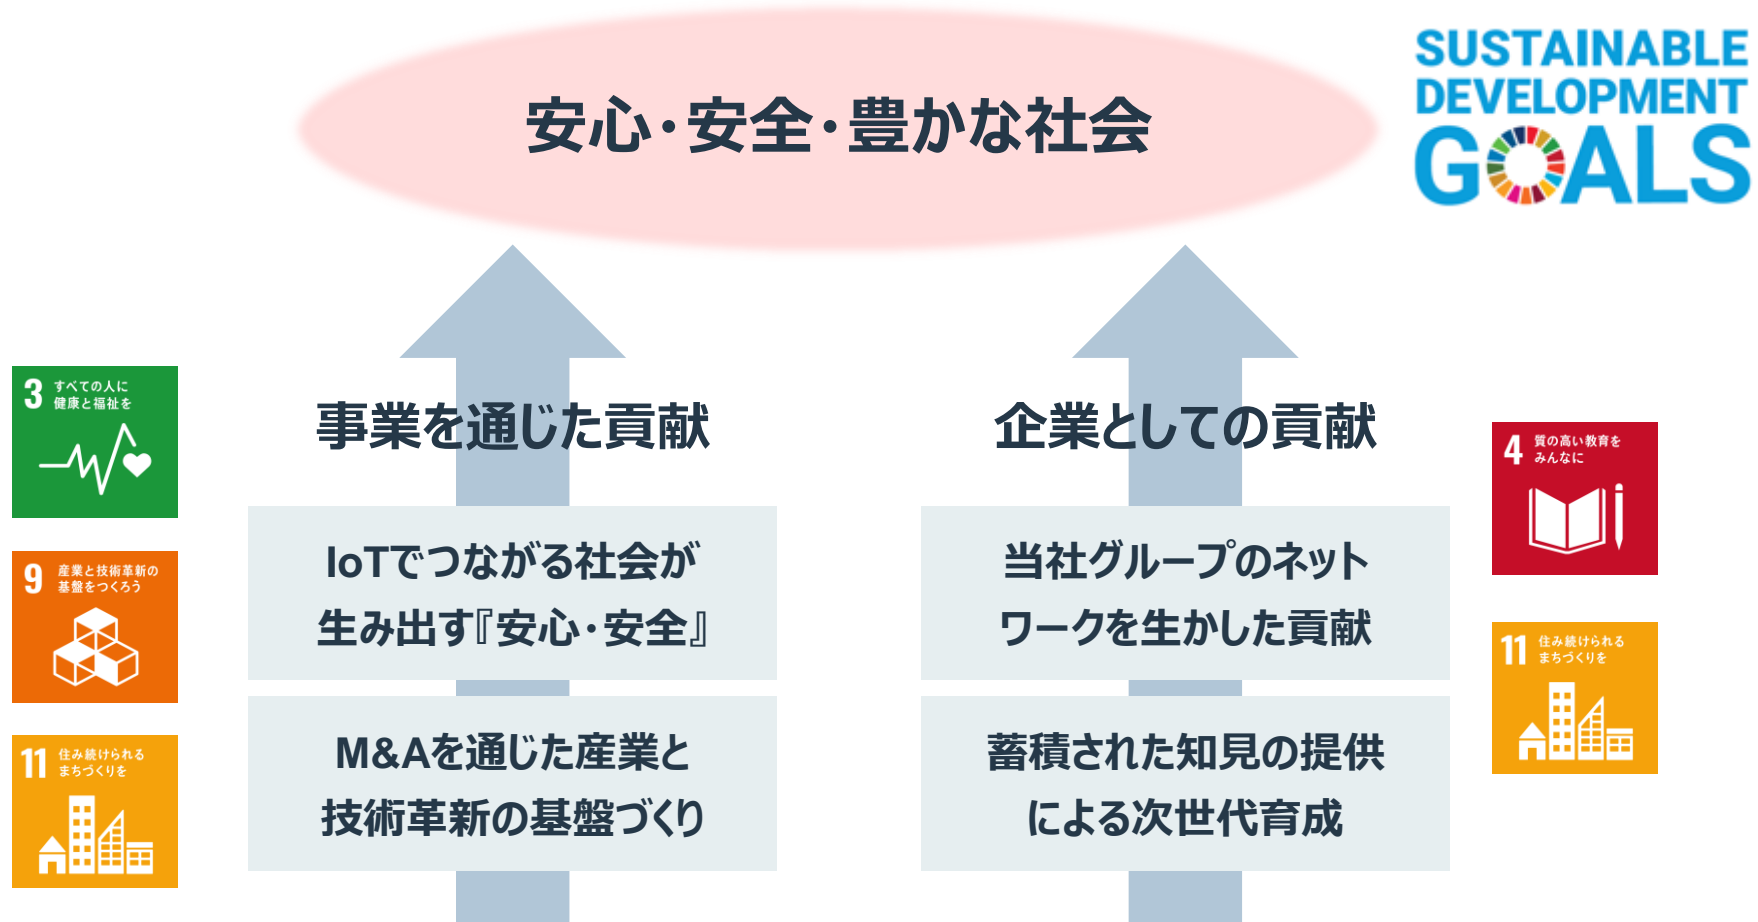 安心・安全・豊かな社会
SUSTAINABLE
DEVELOPMENT
GOALS
事業を通じた貢献
3 すべての人に
健康と福祉を
9 産業と技術革新の
基盤をつくろう
11 住み続けられる
まちづくりを
IoTでつながる社会が
生み出す『安心・安全』
M&Aを通じた産業と
技術革新の基盤づくり
企業としての貢献
当社グループのネット
ワークを生かした貢献
蓄積された知見の提供
による次世代育成
4 質の高い教育を
みんなに
11 住み続けられる
まちづくりを